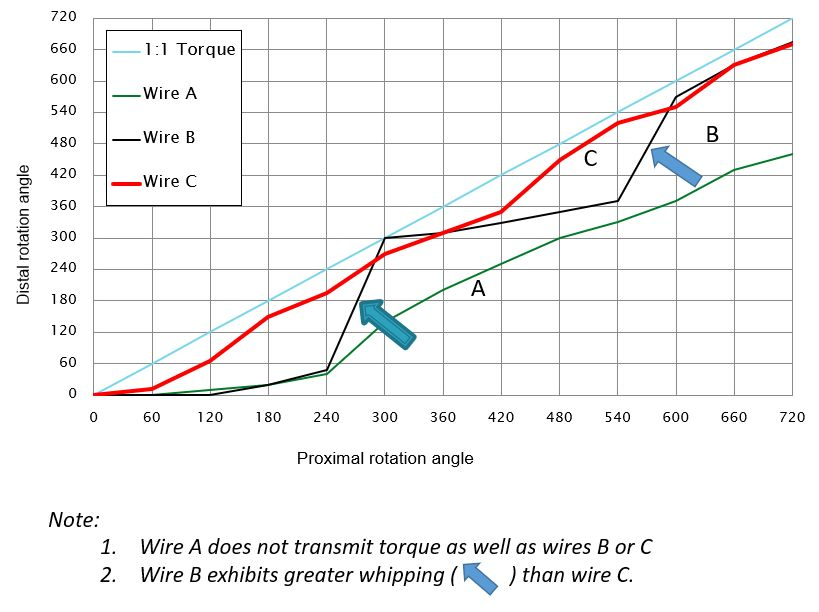 720
660
600
540
480
420
360
300
240
180
120
60
0
1:1 Torque
Wire A
Wire B
Wire C
Distal rotation angle
C
B
A
0 60 120 180 240 300 360 420 480 540 600 660 720
Proximal rotation angle
Note:
1. Wire A does not transmit torque as well as wires B or C
2. Wire B exhibits greater whipping ( ) than wire C.